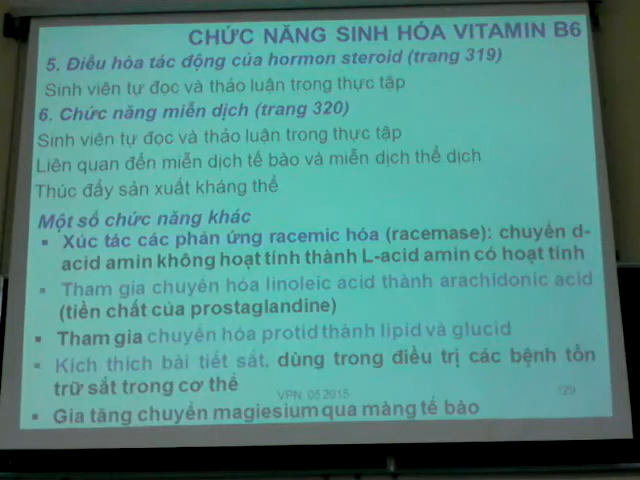 CHỨC NĂNG SINH HÓA VITAMIN B6
5. Điều hòa tác động của hormon steroid (trang 319)
Sinh viên tự đọc và thảo luận trong thực tập
6. Chức năng miễn dịch (trang 320)
Sinh viên tự đọc và thảo luận trong thực tập
Liên quan đến miễn dịch tế bào và miễn dịch thể dịch
Thúc đẩy sản xuất kháng thể
Một số chức năng khác
▪ Xúc tác các phản ứng racemic hóa (racemase): chuyển d-
acid amin không hoạt tính thành L-acid amin có hoạt tính
▪ Tham gia chuyển hóa linoleic acid thành arachidonic acid
(tiền chất của prostaglandine)
▪ Tham gia chuyển hóa protid thành lipid và glucid
▪ Kích thích bài tiết sắt, dùng trong điều trị các bệnh tồn
trữ sắt trong cơ thể
VPN, 05 2015
129
▪ Gia tăng chuyển magiesium qua màng tế bào